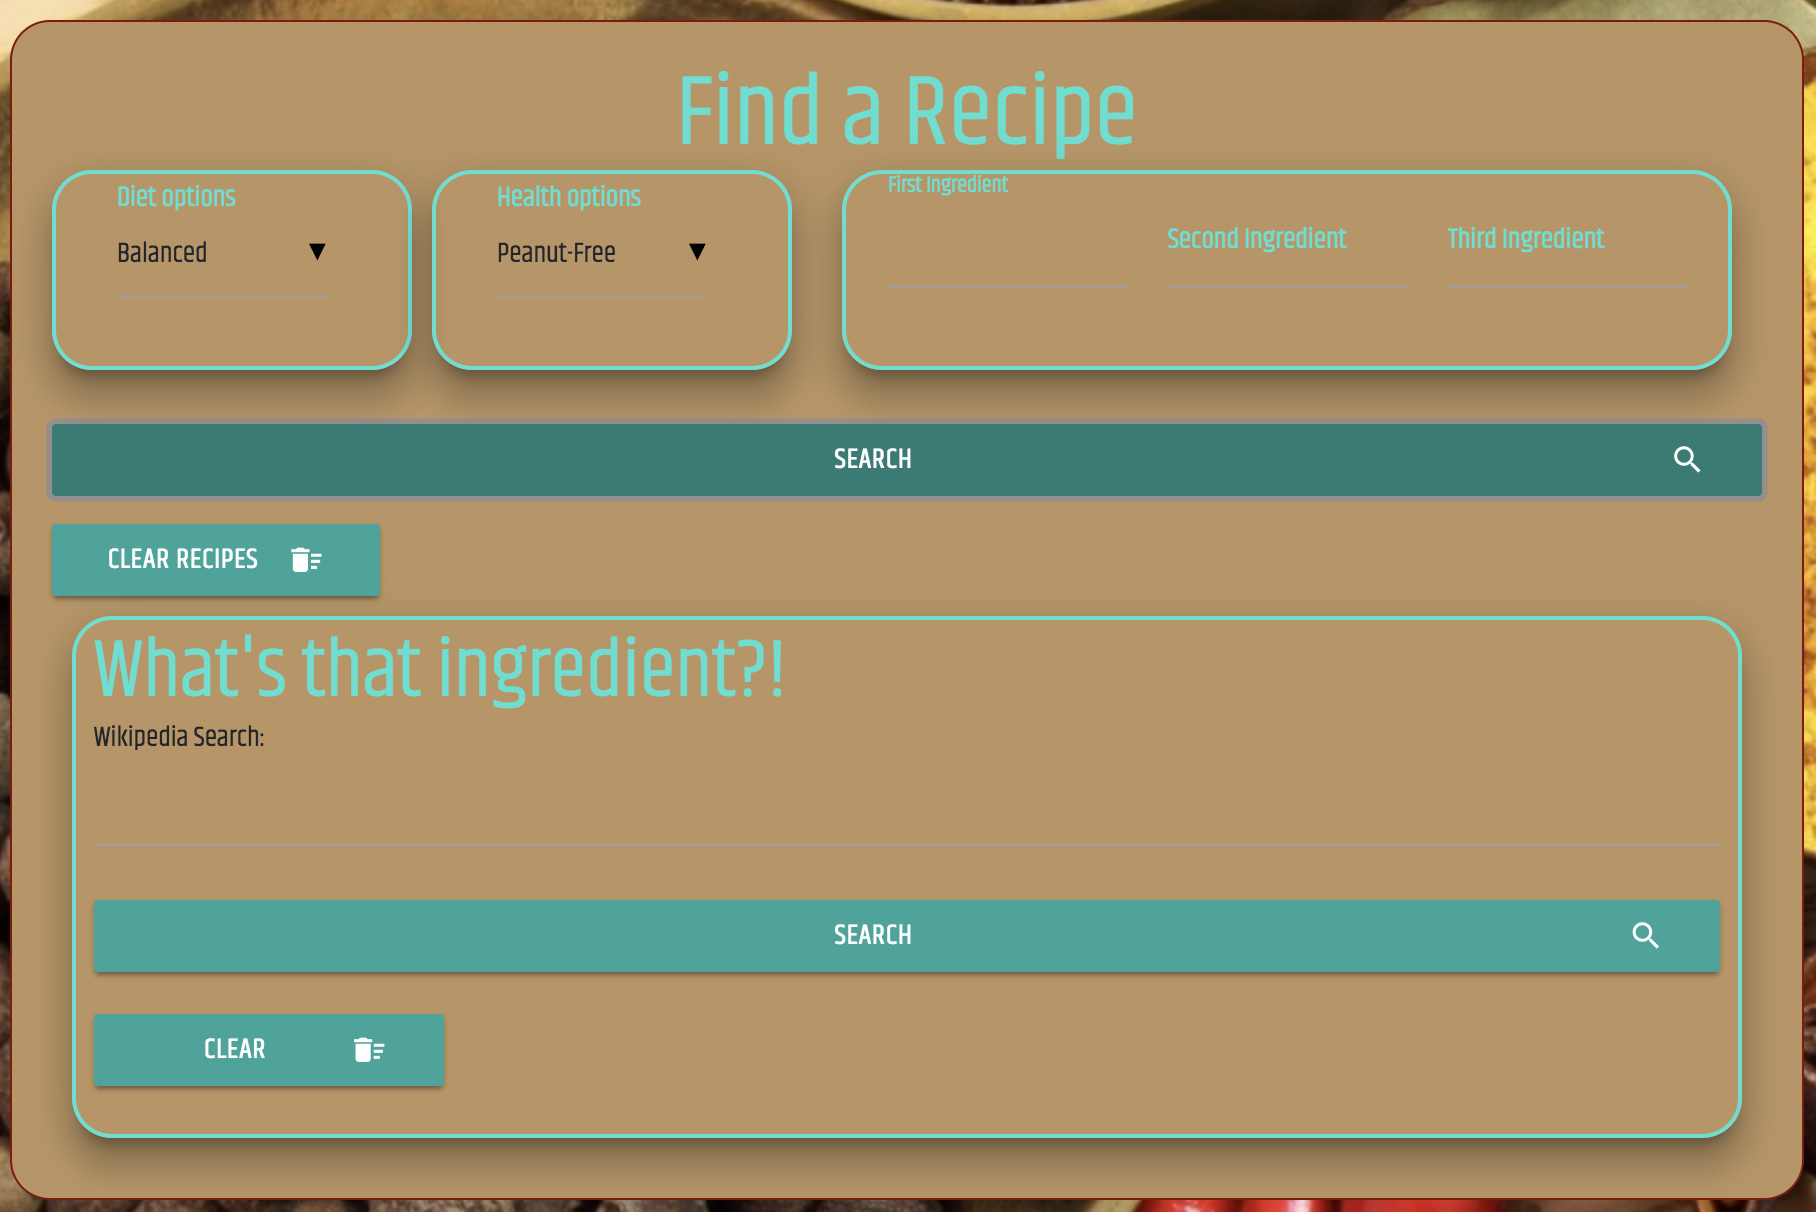 Find a Recipe
Diet options
Balanced
Health options
Peanut-Free
First Ingredient
Second Ingredient
Third Ingredient
SEARCH
CLEAR RECIPES
What's that ingredient?!
Wikipedia Search:
SEARCH
CLEAR